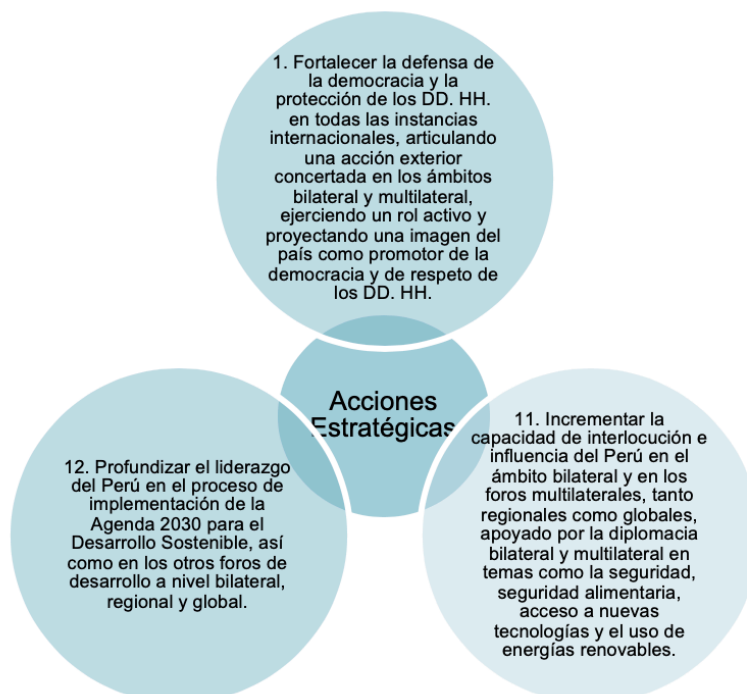 1. Fortalecer la defensa de
la democracia y la
protección de los DD. HH.
en todas las instancias
internacionales, articulando
una acción exterior
concertada en los ámbitos
bilateral y multilateral,
ejerciendo un rol activo y
proyectando una imagen del
país como promotor de la
democracia y de respeto de
los DD. HH.
Acciones
Estratégicas
11. Incrementar la
capacidad de interlocución e
influencia del Perú en el
ámbito bilateral y en los
foros multilaterales, tanto
regionales como globales,
apoyado por la diplomacia
bilateral y multilateral en
temas como la seguridad,
seguridad alimentaria,
acceso a nuevas
tecnologías y el uso de
energías renovables.
12. Profundizar el liderazgo
del Perú en el proceso de
implementación de la
Agenda 2030 para el
Desarrollo Sostenible, así
como en los otros foros de
desarrollo a nivel bilateral,
regional y global.